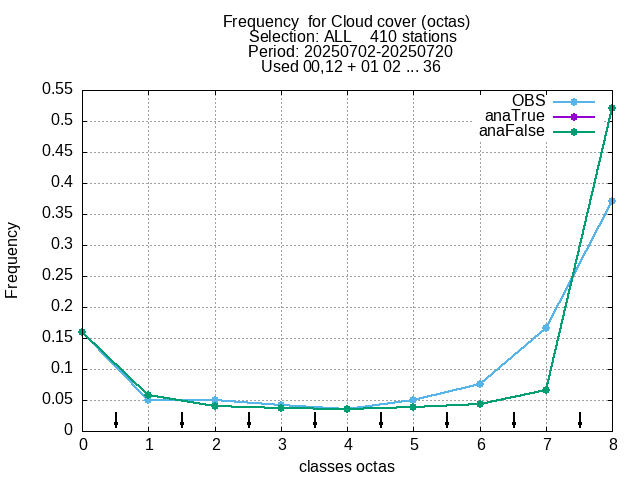 Frequency  for Cloud cover (octas)
Selection: ALL    410 stations
Period: 20250702-20250720
Used 00,12 + 01 02 ... 36
OBS
anaTrue
anaFalse
0.55
0.5
0.45
0.4
0.35
0.3
0.25
0.2
0.15
0.1
0.05
0
Frequency
0 1 2 3 4 5 6 7 8
classes octas